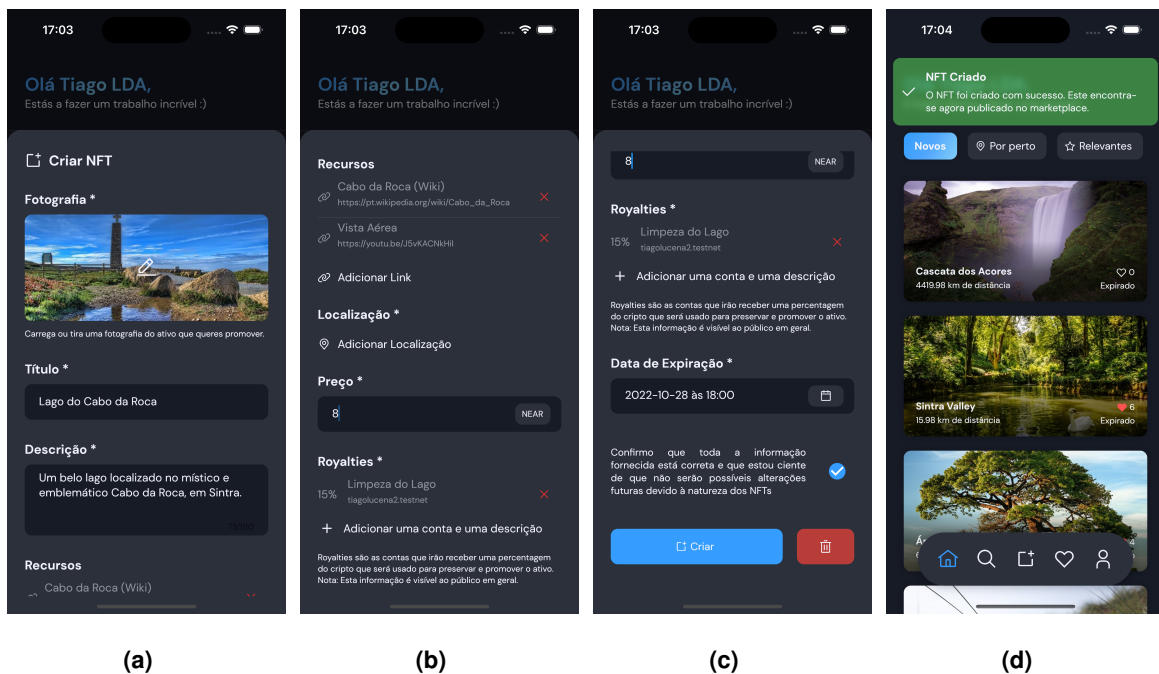 17:03
Olá Tiago LDA,
Estás a fazer um trabalho incrível :)
Criar NFT
Fotografia *
Carrega ou tira uma fotografia do ativo que queres promover.
Título *
Lago do Cabo da Roca
Descrição *
Um belo lago localizado no místico e
emblemático Cabo da Roca, em Sintra.
Recursos
Cabo da Roca (Wiki)
(a)
17:03
Olá Tiago LDA,
Estás a fazer um trabalho incrível :)
Recursos
Cabo da Roca (Wiki)
https://pt.wikipedia.org/wiki/Cabo_da_Roca
Vista Aérea
https://youtu.be/J5vKACNkHiI
Adicionar Link
Localização *
Adicionar Localização
Preço *
8 NEAR
Royalties *
15% Limpeza do Lago
tiagolucena2.testnet
Adicionar uma conta e uma descrição
Royalties são as contas que irão receber uma percentagem
do cripto que será usado para preservar e promover o ativo.
Nota: Esta informação é visível ao público em geral.
(b)
17:03
Olá Tiago LDA,
Estás a fazer um trabalho incrível :)
8 NEAR
Royalties *
15% Limpeza do Lago
tiagolucena2.testnet
Adicionar uma conta e uma descrição
Royalties são as contas que irão receber uma percentagem
do cripto que será usado para preservar e promover o ativo.
Nota: Esta informação é visível ao público em geral.
Data de Expiração *
2022-10-28 às 18:00
Confirmo que toda a informação
fornecida está correta e que estou ciente
de que não serão possíveis alterações
futuras devido à natureza dos NFTs
Criar
(c)
17:04
NFT Criado
O NFT foi criado com sucesso. Este encontra-
se agora publicado no marketplace.
Novos Por perto Relevantes
Cascata dos Acores 0
4419.98 km de distância Expirado
Sintra Valley 6
15.98 km de distância Expirado
(d)